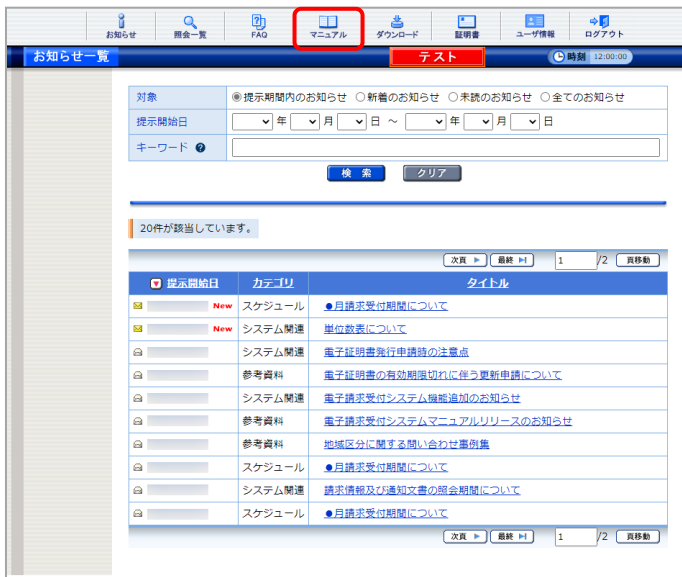 お知らせ 照会一覧 FAQ マニュアル ダウンロード 証明書 ユーザ情報 ログアウト
お知らせ一覧 テスト 時刻 12:00:00
対象 提示期間内のお知らせ 新着のお知らせ 未読のお知らせ 全てのお知らせ
提示開始日 年 月 日 ～ 年 月 日
キーワード ?
検 索 クリア
20件が該当しています。
次頁 最終 1 /2 頁移動
提示開始日 カテゴリ タイトル
New スケジュール ●月請求受付期間について
New システム関連 単位数表について
システム関連 電子証明書発行申請時の注意点
参考資料 電子証明書の有効期限切れに伴う更新申請について
システム関連 電子請求受付システム機能追加のお知らせ
参考資料 電子請求受付システムマニュアルリリースのお知らせ
参考資料 地域区分に関する問い合わせ事例集
スケジュール ●月請求受付期間について
システム関連 請求情報及び通知文書の照会期間について
スケジュール ●月請求受付期間について
次頁 最終 1 /2 頁移動